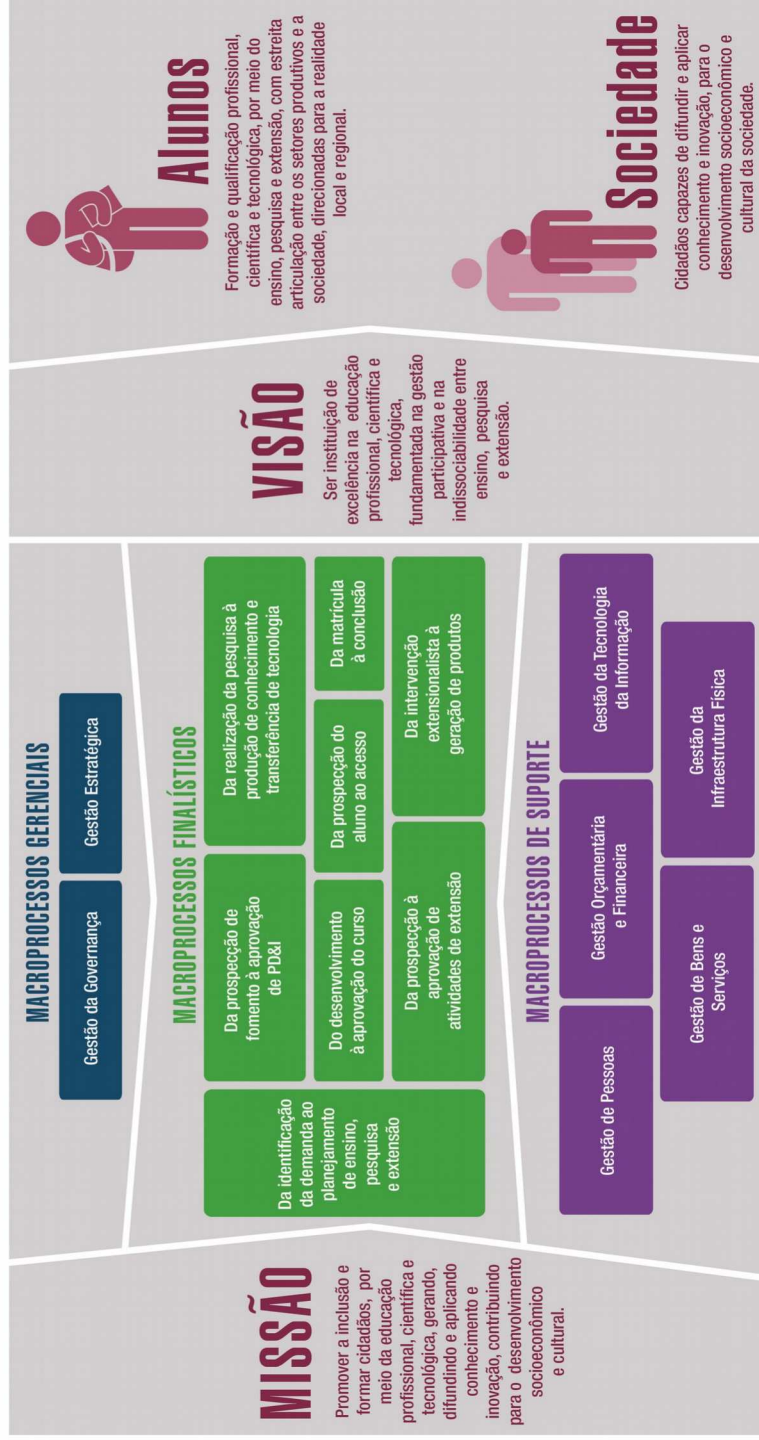 MISSÃO
Promover a inclusão e
formar cidadãos, por
meio da educação
profissional, científica e
tecnológica, gerando,
difundindo e aplicando
conhecimento e
inovação, contribuindo
para o desenvolvimento
socioeconômico
e cultural.
MACROPROCESSOS GERENCIAIS
Gestão da Governança
Gestão Estratégica
MACROPROCESSOS FINALÍSTICOS
Da identificação
da demanda ao
planejamento
de ensino,
pesquisa
e extensão
Da prospecção de
fomento à aprovação
de PD&I
Da realização da pesquisa à
produção de conhecimento e
transferência de tecnologia
Do desenvolvimento
à aprovação do curso
Da prospecção do
aluno ao acesso
Da matrícula
à conclusão
Da prospecção à
aprovação de
atividades de extensão
Da intervenção
extensionalista à
geração de produtos
MACROPROCESSOS DE SUPORTE
Gestão de Pessoas
Gestão Orçamentária
e Financeira
Gestão da Tecnologia
da Informação
Gestão de Bens e
Serviços
Gestão da
Infraestrutura Física
VISÃO
Ser instituição de
excelência na educação
profissional, científica e
tecnológica,
fundamentada na gestão
participativa e na
indissociabilidade entre
ensino, pesquisa
e extensão.
Alunos
Formação e qualificação profissional,
científica e tecnológica, por meio do
ensino, pesquisa e extensão, com estreita
articulação entre os setores produtivos e a
sociedade, direcionadas para a realidade
local e regional.
Sociedade
Cidadãos capazes de difundir e aplicar
conhecimento e inovação, para o
desenvolvimento socioeconômico e
cultural da sociedade.